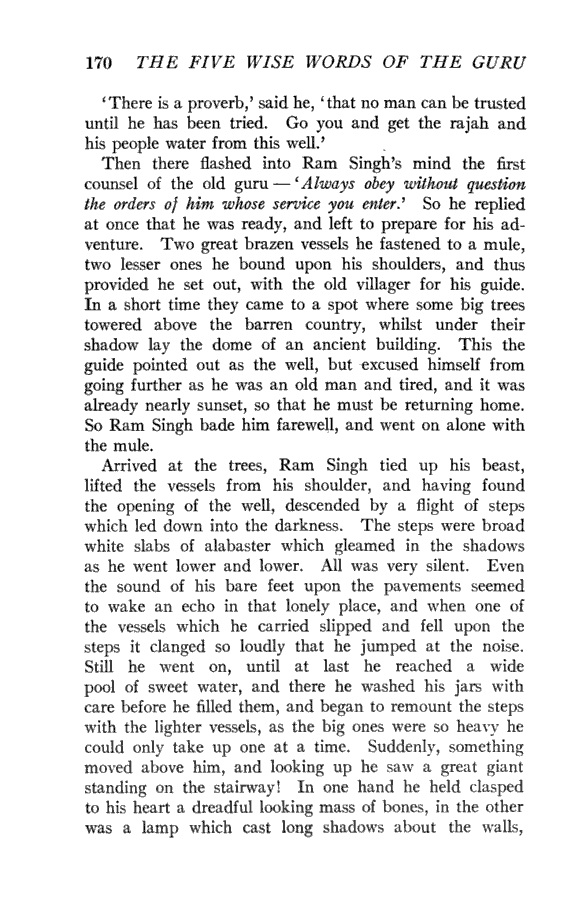 170 THE FIVE WISE WORDS OF THE GURU
‘There is a proverb,’ said he, ‘that no man can be trusted
until he has been tried. Go you and get the rajah and
his people water from this well.’
Then there flashed into Ram Singh’s mind the first
counsel of the old guru — ‘Always obey without question
the orders of him whose service you enter.’ So he replied
at once that he was ready, and left to prepare for his ad-
venture. Two great brazen vessels he fastened to a mule,
two lesser ones he bound upon his shoulders, and thus
provided he set out, with the old villager for his guide.
In a short time they came to a spot where some big trees
towered above the barren country, whilst under their
shadow lay the dome of an ancient building. This the
guide pointed out as the well, but excused himself from
going further as he was an old man and tired, and it was
already nearly sunset, so that he must be returning home.
So Ram Singh bade him farewell, and went on alone with
the mule.
Arrived at the trees, Ram Singh tied up his beast,
lifted the vessels from his shoulder, and having found
the opening of the well, descended by a flight of steps
which led down into the darkness. The steps were broad
white slabs of alabaster which gleamed in the shadows
as he went lower and lower. All was very silent. Even
the sound of his bare feet upon the pavements seemed
to wake an echo in that lonely place, and when one of
the vessels which he carried slipped and fell upon the
steps it clanged so loudly that he jumped at the noise.
Still he went on, until at last he reached a wide
pool of sweet water, and there he washed his jars with
care before he filled them, and began to remount the steps
with the lighter vessels, as the big ones were so heavy he
could only take up one at a time. Suddenly, something
moved above him, and looking up he saw a great giant
standing on the stairway! In one hand he held clasped
to his heart a dreadful looking mass of bones, in the other
was a lamp which cast long shadows about the walls,